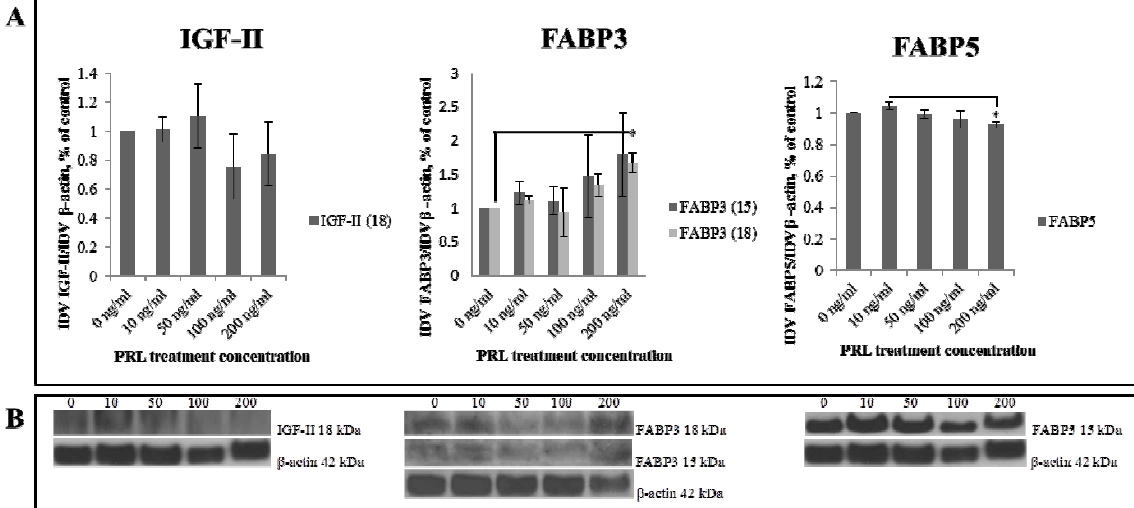 A
IGF-II
IDV IGF-II/IDV β-actin, % of control
1.4
1.2
1
0.8
0.6
0.4
0.2
0
0 ng/ml
10 ng/ml
50 ng/ml
100 ng/ml
200 ng/ml
PRL treatment concentration
IGF-II (18)
FABP3
IDV FABP3/IDV β-actin, % of control
3
2.5
2
1.5
1
0.5
0
*
0 ng/ml
10 ng/ml
50 ng/ml
100 ng/ml
200 ng/ml
PRL treatment concentration
FABP3 (15)
FABP3 (18)
FABP5
IDV FABP5/IDV β-actin, % of control
1.2
1
0.8
0.6
0.4
0.2
0
*
0 ng/ml
10 ng/ml
50 ng/ml
100 ng/ml
200 ng/ml
PRL treatment concentration
FABP5
B
0 10 50 100 200
IGF-II 18 kDa
β-actin 42 kDa
0 10 50 100 200
FABP3 18 kDa
FABP3 15 kDa
β-actin 42 kDa
0 10 50 100 200
FABP5 15 kDa
β-actin 42 kDa